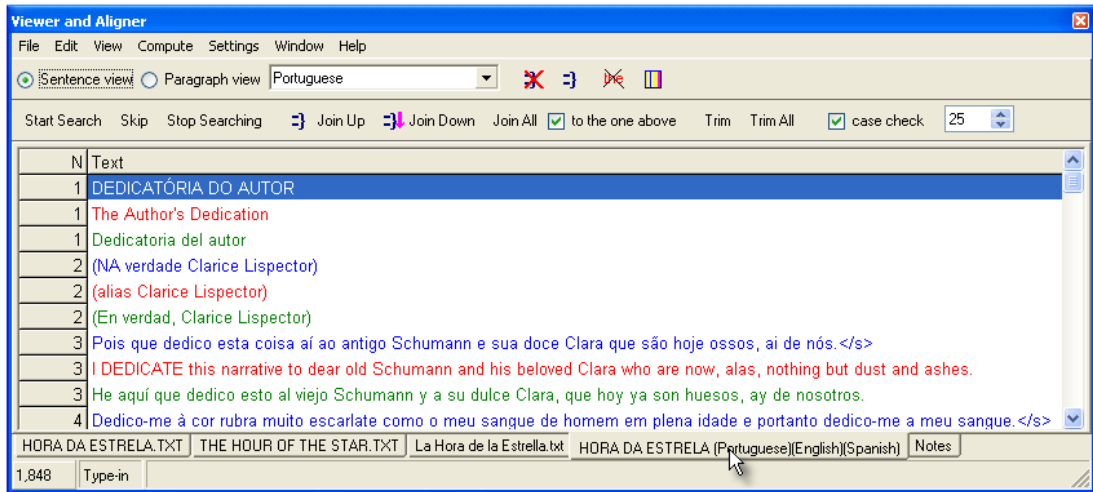 Viewer and Aligner
File Edit View Compute Settings Window Help
Sentence view Paragraph view Portuguese the
Start Search Skip Stop Searching Join Up Join Down Join All to the one above Trim Trim All case check 25
N Text
1 DEDICATÓRIA DO AUTOR
1 The Author's Dedication
1 Dedicatoria del autor
2 (NA verdade Clarice Lispector)
2 (alias Clarice Lispector)
2 (En verdad, Clarice Lispector)
3 Pois que dedico esta coisa aí ao antigo Schumann e sua doce Clara que são hoje ossos, ai de nós.</s>
3 I DEDICATE this narrative to dear old Schumann and his beloved Clara who are now, alas, nothing but dust and ashes.
3 He aquí que dedico esto al viejo Schumann y a su dulce Clara, que hoy ya son huesos, ay de nosotros.
4 Dedico-me à cor rubra muito escarlate como o meu sangue de homem em plena idade e portanto dedico-me a meu sangue.</s>
HORA DA ESTRELA.TXT THE HOUR OF THE STAR.TXT La Hora de la Estrella.txt HORA DA ESTRELA (Portuguese)(English)(Spanish) Notes
1,848 Type-in